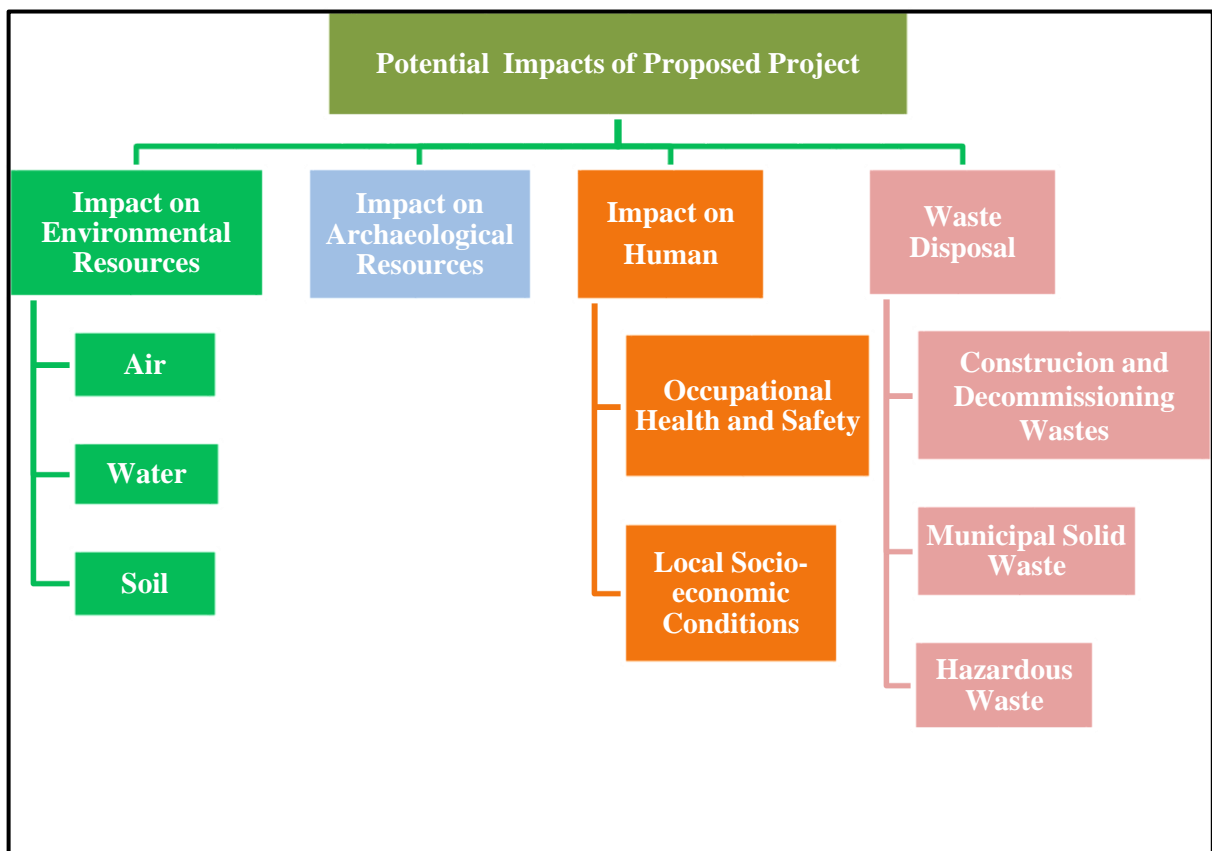 Potential Impacts of Proposed Project
Impact on
Environmental
Resources
Air
Water
Soil
Impact on
Archaeological
Resources
Impact on
Human
Occupational
Health and Safety
Local Socio-
economic
Conditions
Waste
Disposal
Construcion and
Decommissioning
Wastes
Municipal Solid
Waste
Hazardous
Waste